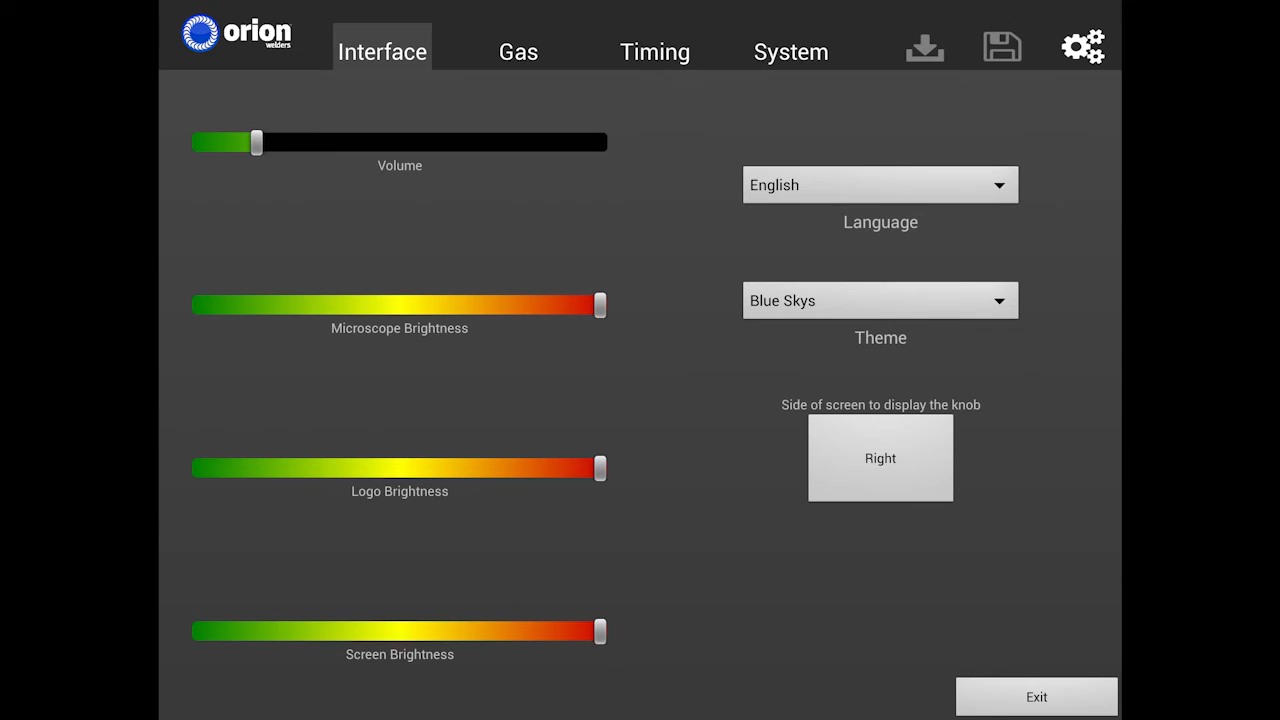 orion
welders
Interface
Gas
Timing
System
Volume
English
Language
Microscope Brightness
Blue Skys
Theme
Side of screen to display the knob
Right
Logo Brightness
Screen Brightness
Exit